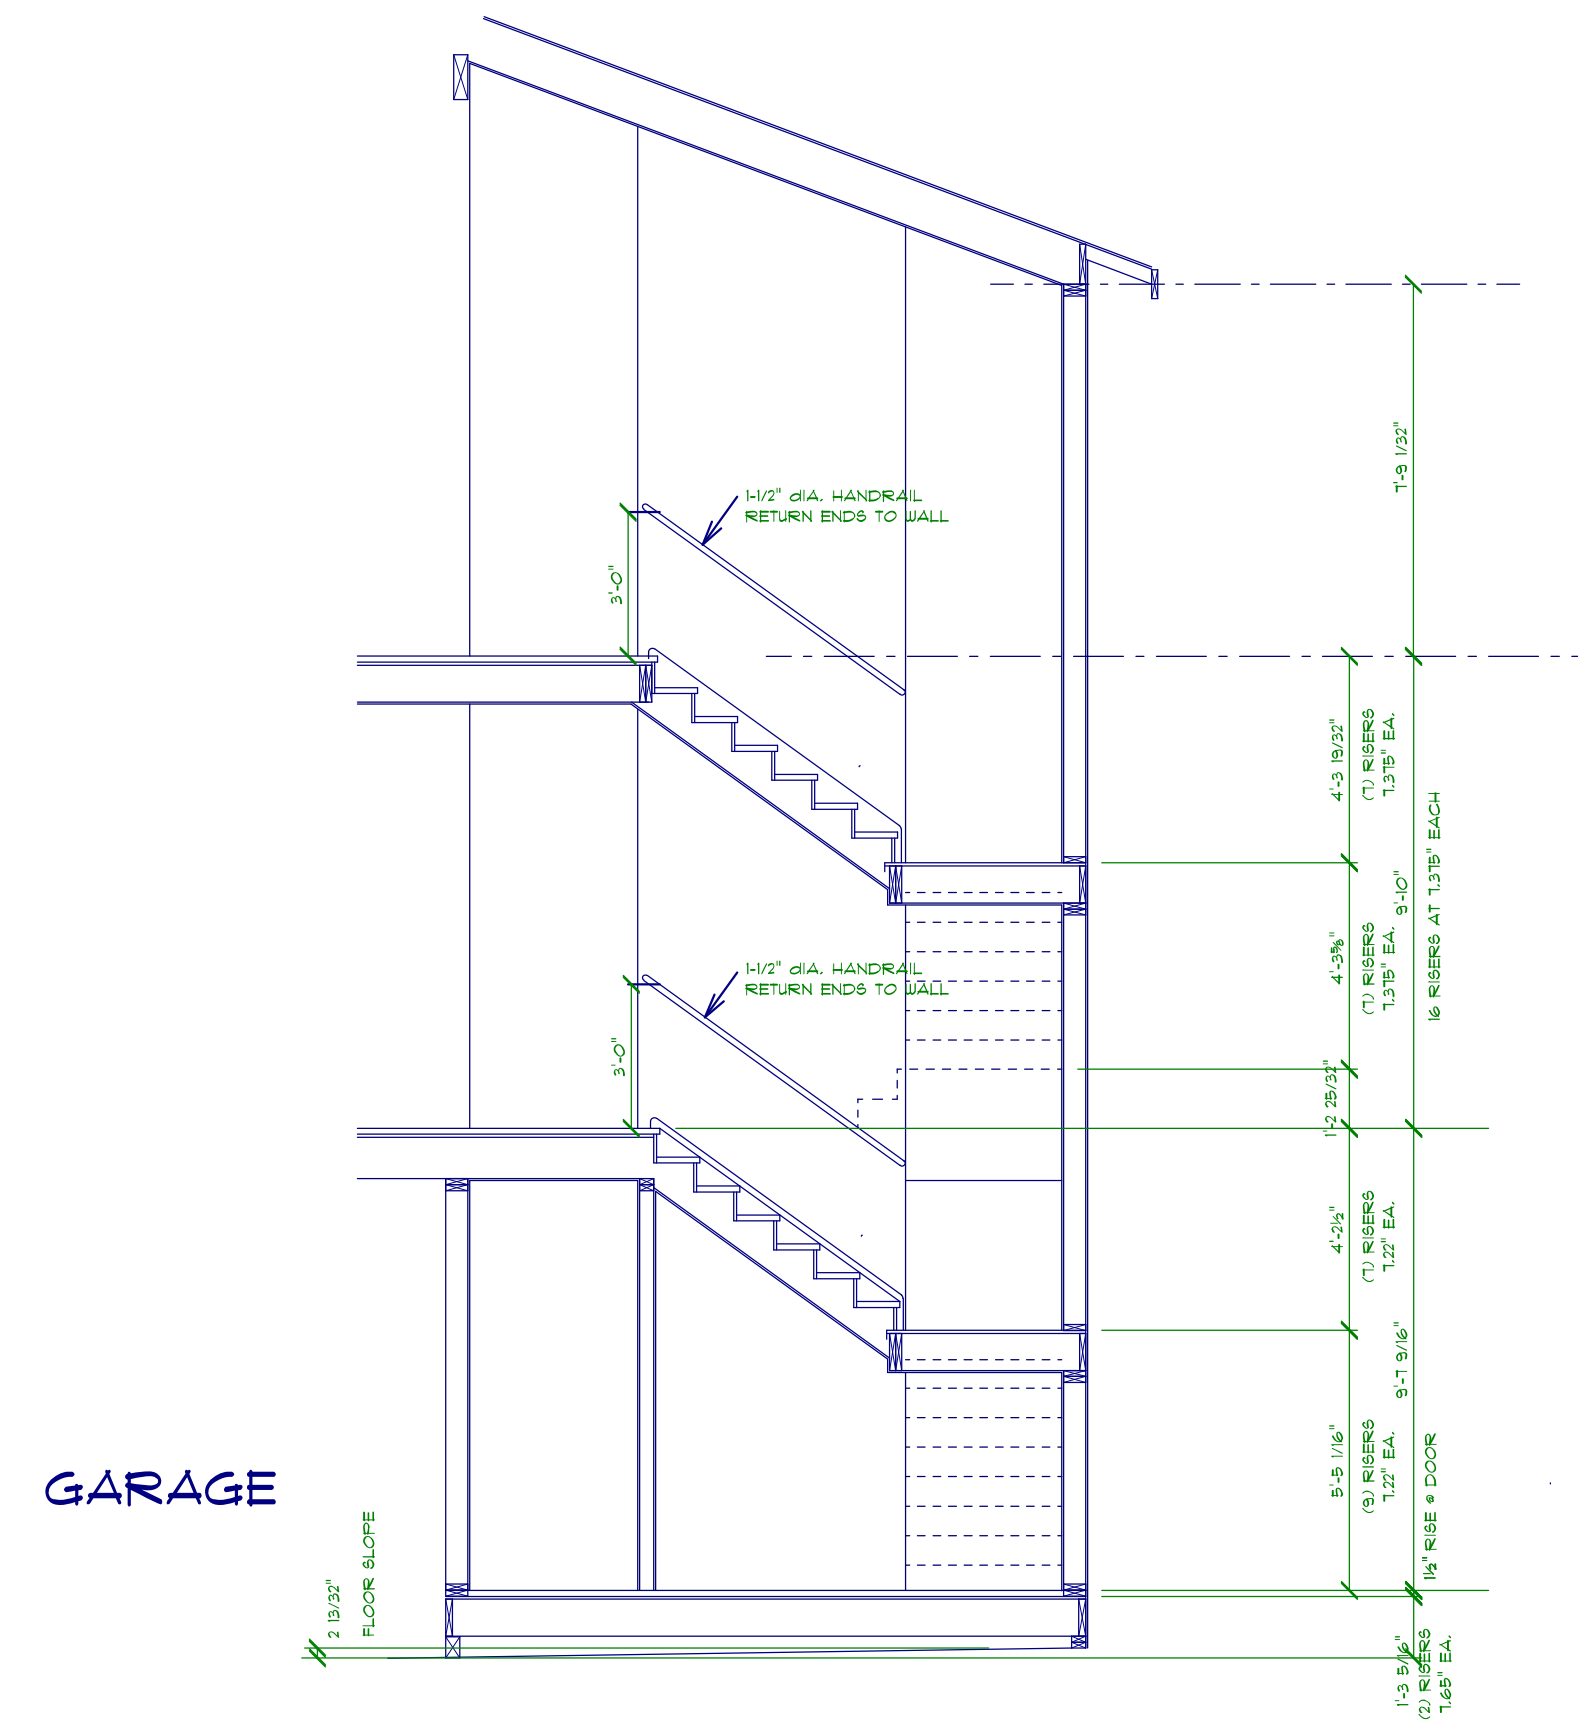 1-1/2" dIA. HANDRAIL
RETURN ENDS TO WALL
3'-0"
7'-9 1/32"
4'-3 19/32"
(7) RISERS
7.375" EA.
9'-10"
16 RISERS AT 7.375" EACH
4'-3⅝"
(7) RISERS
7.375" EA.
1-1/2" dIA. HANDRAIL
RETURN ENDS TO WALL
3'-0"
1'-2 25/32"
4'-2½"
(7) RISERS
7.22" EA.
9'-7 9/16"
5'-5 1/16"
(9) RISERS
7.22" EA.
1½" RISE @ DOOR
GARAGE
2 13/32"
FLOOR SLOPE
1'-3 5/16"
(2) RISERS
7.65" EA.